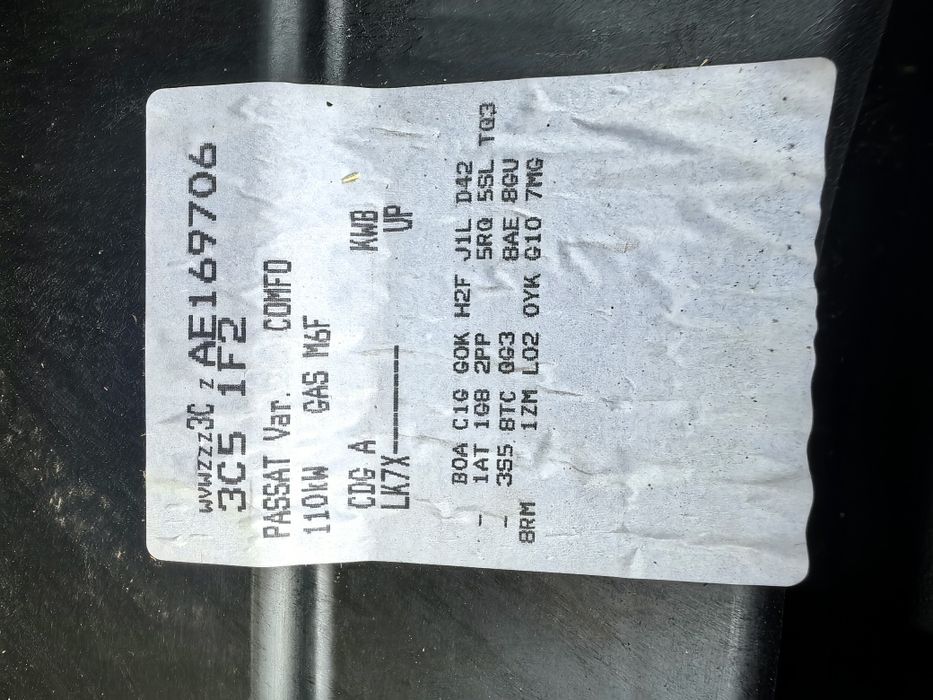 WVWZZZ3C Z AE169706
3C5 1F2
PASSAT Var. COMFO
110kW GAS M6F
CDG A KWB
LK7X------- UP
B0A C1G G0K H2F J1L D42
- 1AT 1G8 2PP 5RQ 5SL TQ3
- 3S5 8TC QG3 8AE 8GU
8RM 1ZM L02 0YK G10 7MG